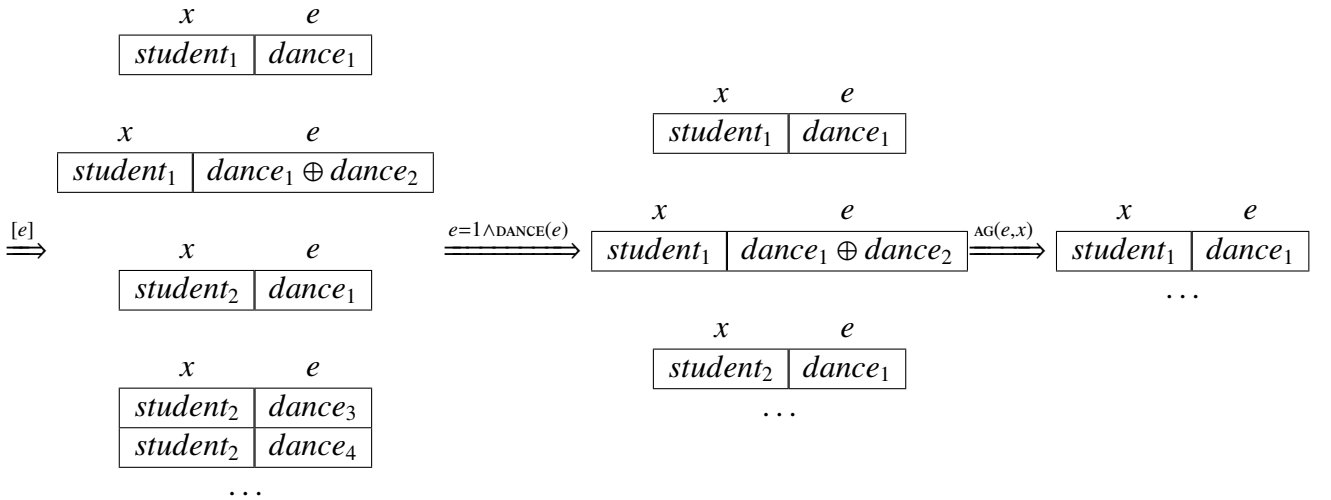 x e
student₁ dance₁
x e
student₁ dance₁ ⊕ dance₂
[e]
⟹
x e
student₂ dance₁
x e
student₂ dance₃
student₂ dance₄
...
e=1∧DANCE(e)
⟹
x e
student₁ dance₁
x e
student₁ dance₁ ⊕ dance₂
x e
student₂ dance₁
...
AG(e,x)
⟹
x e
student₁ dance₁
...